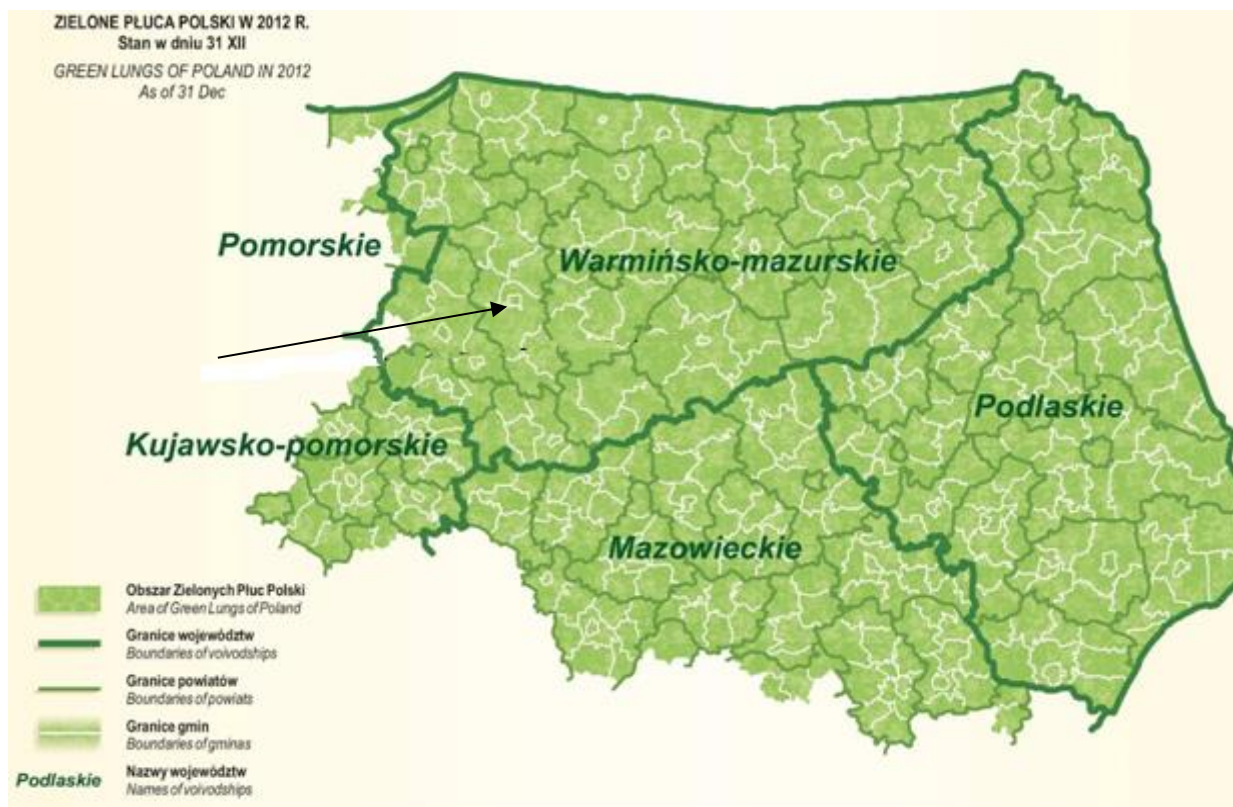 ZIELONE PŁUCA POLSKI W 2012 R.
Stan w dniu 31 XII
GREEN LUNGS OF POLAND IN 2012
As of 31 Dec
Pomorskie
Warmińsko-mazurskie
Podlaskie
Kujawsko-pomorskie
Mazowieckie
Obszar Zielonych Płuc Polski
Area of Green Lungs of Poland
Granice województw
Boundaries of voivodships
Granice powiatów
Boundaries of powiats
Granice gmin
Boundaries of gminas
Podlaskie Nazwy województw
Names of voivodships